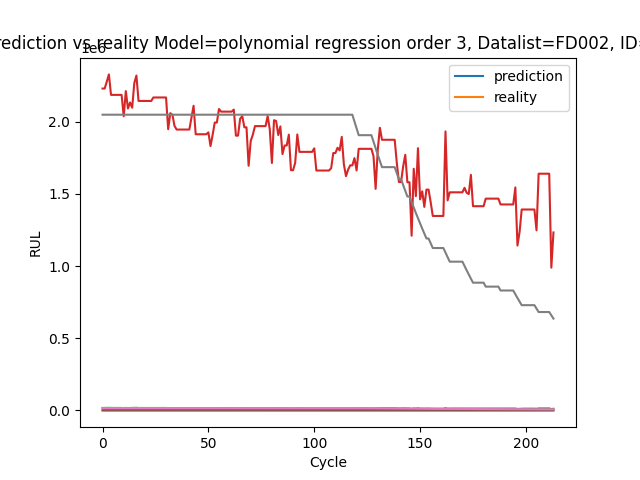 rediction vs reality Model=polynomial regression order 3, Datalist=FD002, ID=
1e6
prediction
reality
2.0
1.5
1.0
0.5
0.0
RUL
0 50 100 150 200
Cycle